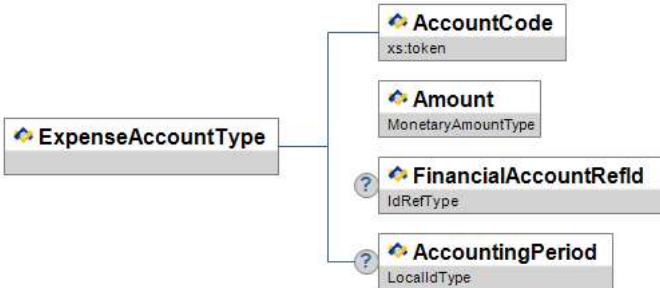 AccountCode
xs:token
Amount
MonetaryAmountType
ExpenseAccountType
? FinancialAccountRefId
IdRefType
? AccountingPeriod
LocalIdType